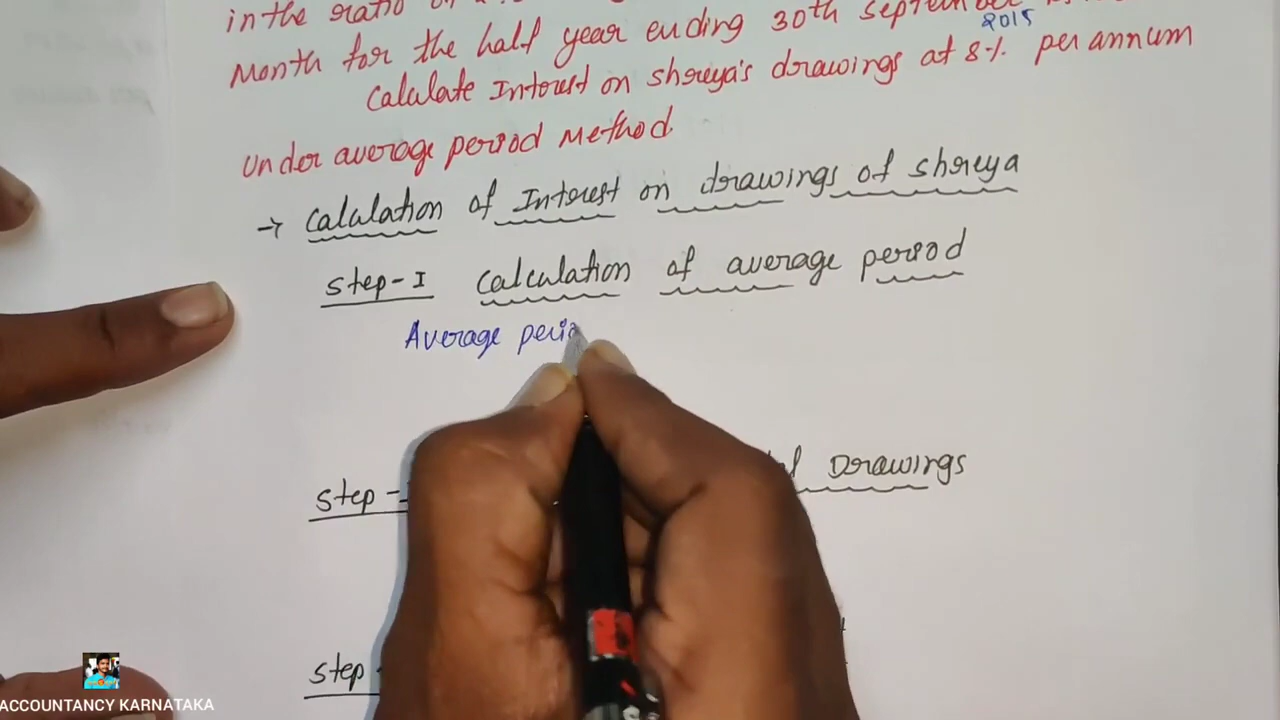 in the ratio of
Month for the half year ending 30th September
2015
Calulate Interest on shreya's drawings at 8% per annum
Under average period Method
→ Calulation of Interest on drawings of shreya
Step-I Calculation of average period
Average perio
Step- Drawings
Step
ACCOUNTANCY KARNATAKA